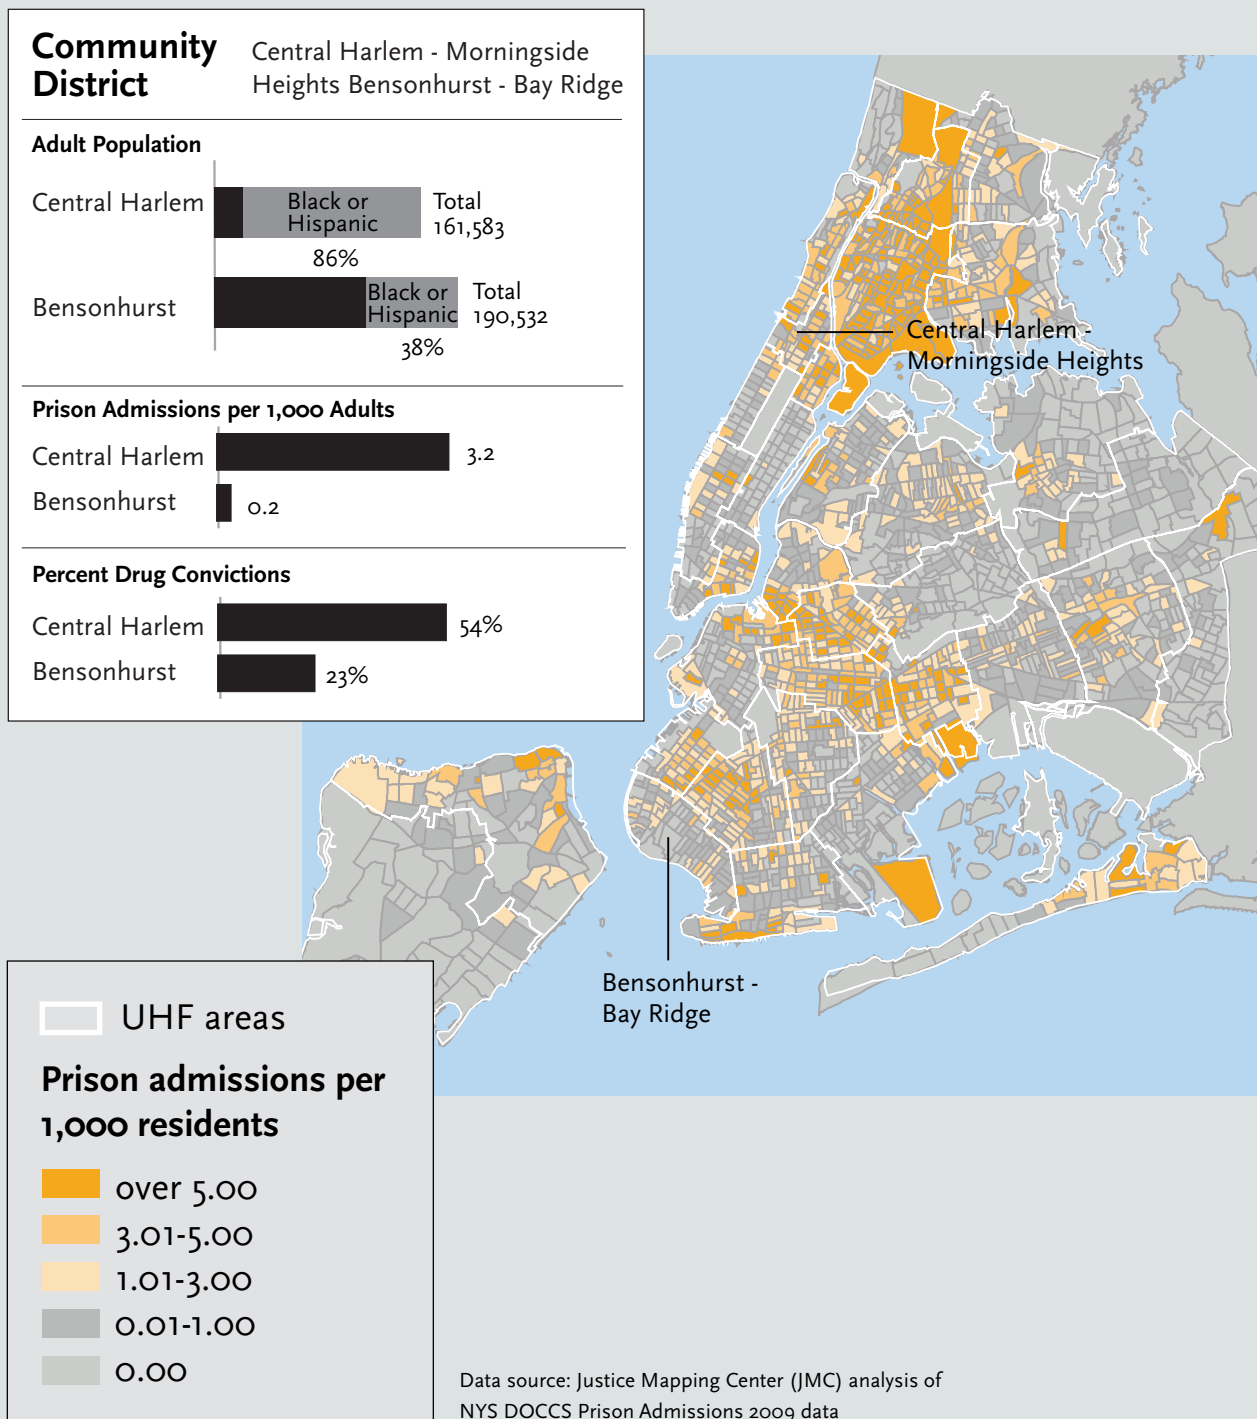 Community
District
Central Harlem - Morningside
Heights Bensonhurst - Bay Ridge
Adult Population
Central Harlem
Black or
Hispanic
Total
161,583
86%
Bensonhurst
Black or
Hispanic
Total
190,532
38%
Prison Admissions per 1,000 Adults
Central Harlem
3.2
Bensonhurst
0.2
Percent Drug Convictions
Central Harlem
54%
Bensonhurst
23%
Central Harlem -
Morningside Heights
Bensonhurst -
Bay Ridge
UHF areas
Prison admissions per
1,000 residents
over 5.00
3.01-5.00
1.01-3.00
0.01-1.00
0.00
Data source: Justice Mapping Center (JMC) analysis of
NYS DOCCS Prison Admissions 2009 data